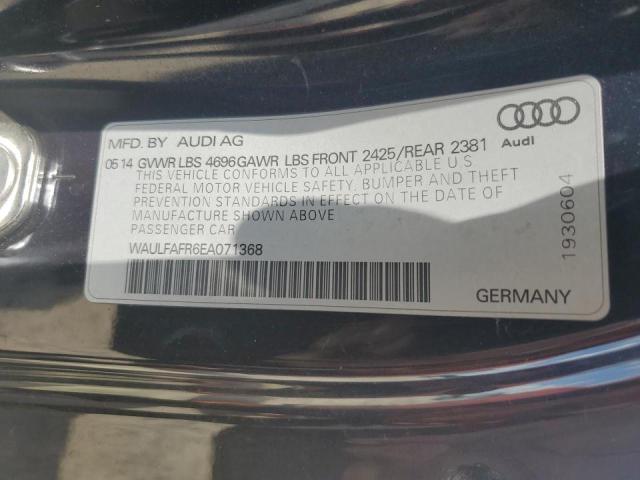 MFD. BY AUDI AG
0514 GVWR LBS 4696 GAWR LBS FRONT 2425/REAR 2381
THIS VEHICLE CONFORMS TO ALL APPLICABLE U S
FEDERAL MOTOR VEHICLE SAFETY, BUMPER AND THEFT
PREVENTION STANDARDS IN EFFECT ON THE DATE OF
MANUFACTURE SHOWN ABOVE
PASSENGER CAR
WAULFAFR6EA071368
Audi
1930604
GERMANY